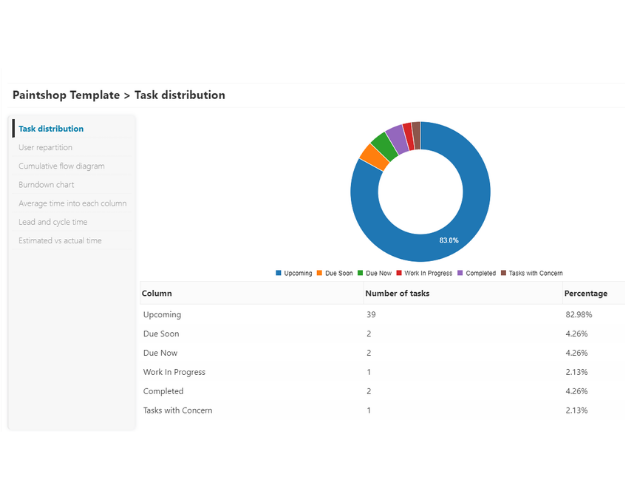 Paintshop Template > Task distribution
Task distribution
User repartition
Cumulative flow diagram
Burndown chart
Average time into each column
Lead and cycle time
Estimated vs actual time
83.0%
Upcoming Due Soon Due Now Work In Progress Completed Tasks with Concern
Column Number of tasks Percentage
Upcoming 39 82.98%
Due Soon 2 4.26%
Due Now 2 4.26%
Work In Progress 1 2.13%
Completed 2 4.26%
Tasks with Concern 1 2.13%